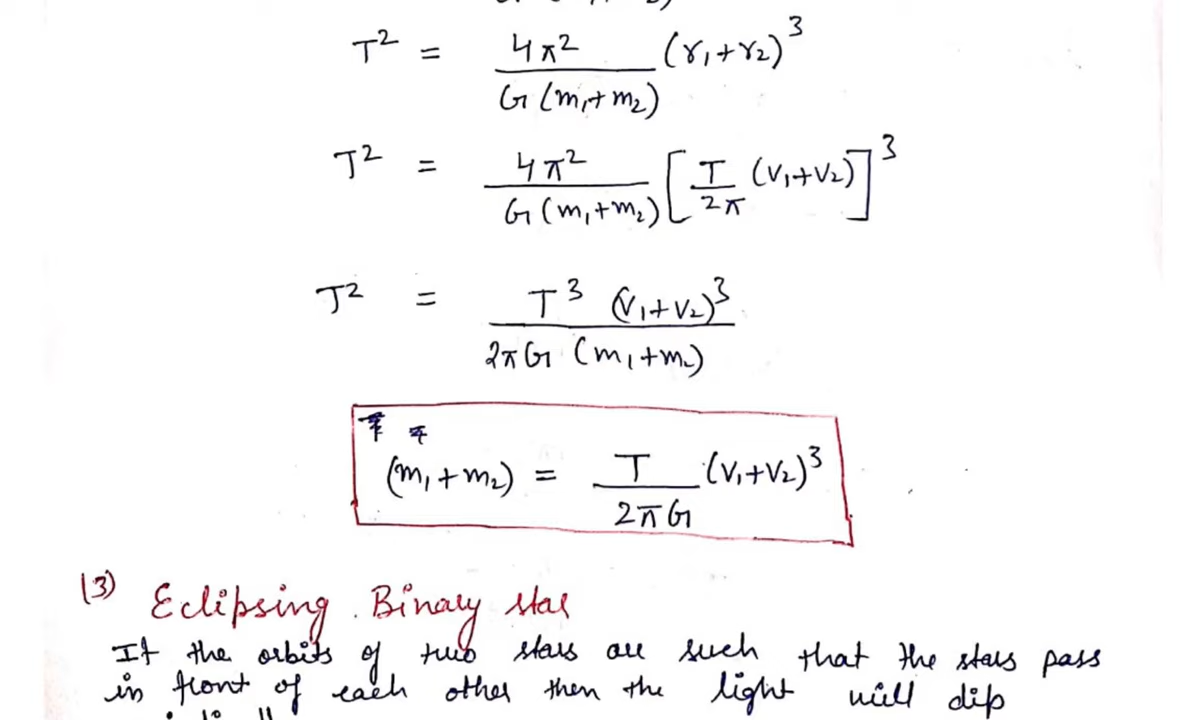 T² = 4π² / G(m₁+m₂) (r₁+r₂)³
T² = 4π² / G(m₁+m₂) [T/2π (V₁+V₂)]³
T² = T³ (V₁+V₂)³ / 2πG (m₁+m₂)
(m₁+m₂) = T / 2πG (V₁+V₂)³
(3) Eclipsing Binary star
If the orbits of two stars are such that the stars pass
in front of each other then the light will dip